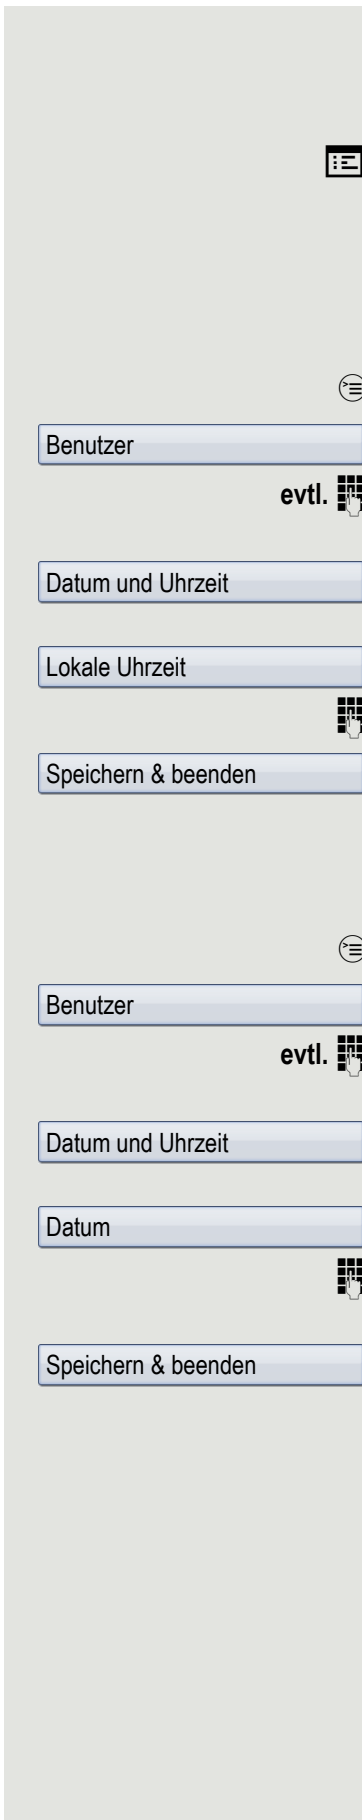 Benutzer
evtl.
Datum und Uhrzeit
Lokale Uhrzeit
Speichern & beenden
Benutzer
evtl.
Datum und Uhrzeit
Datum
Speichern & beenden